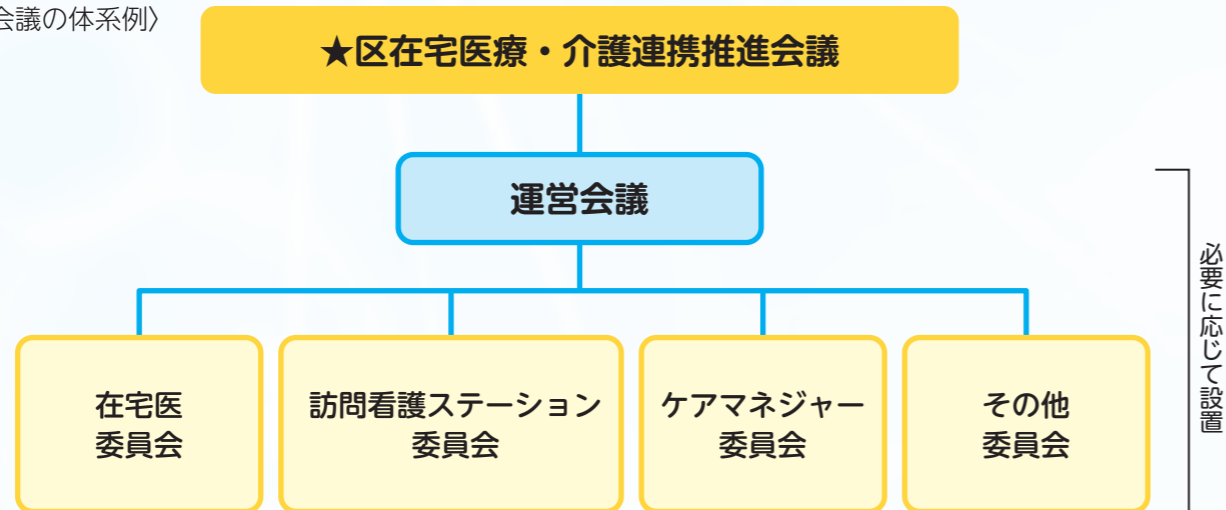 会議の体系例〉
★区在宅医療・介護連携推進会議
運営会議
必要に応じて設置
在宅医
委員会
訪問看護ステーション
委員会
ケアマネジャー
委員会
その他
委員会